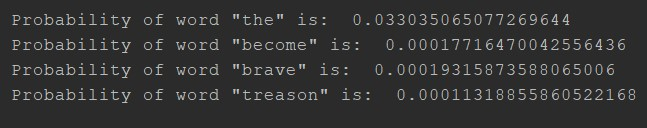 Probability of word "the" is:  0.033035065077269644
Probability of word "become" is:  0.00017716470042556436
Probability of word "brave" is:  0.00019315873588065006
Probability of word "treason" is:  0.00011318855860522168